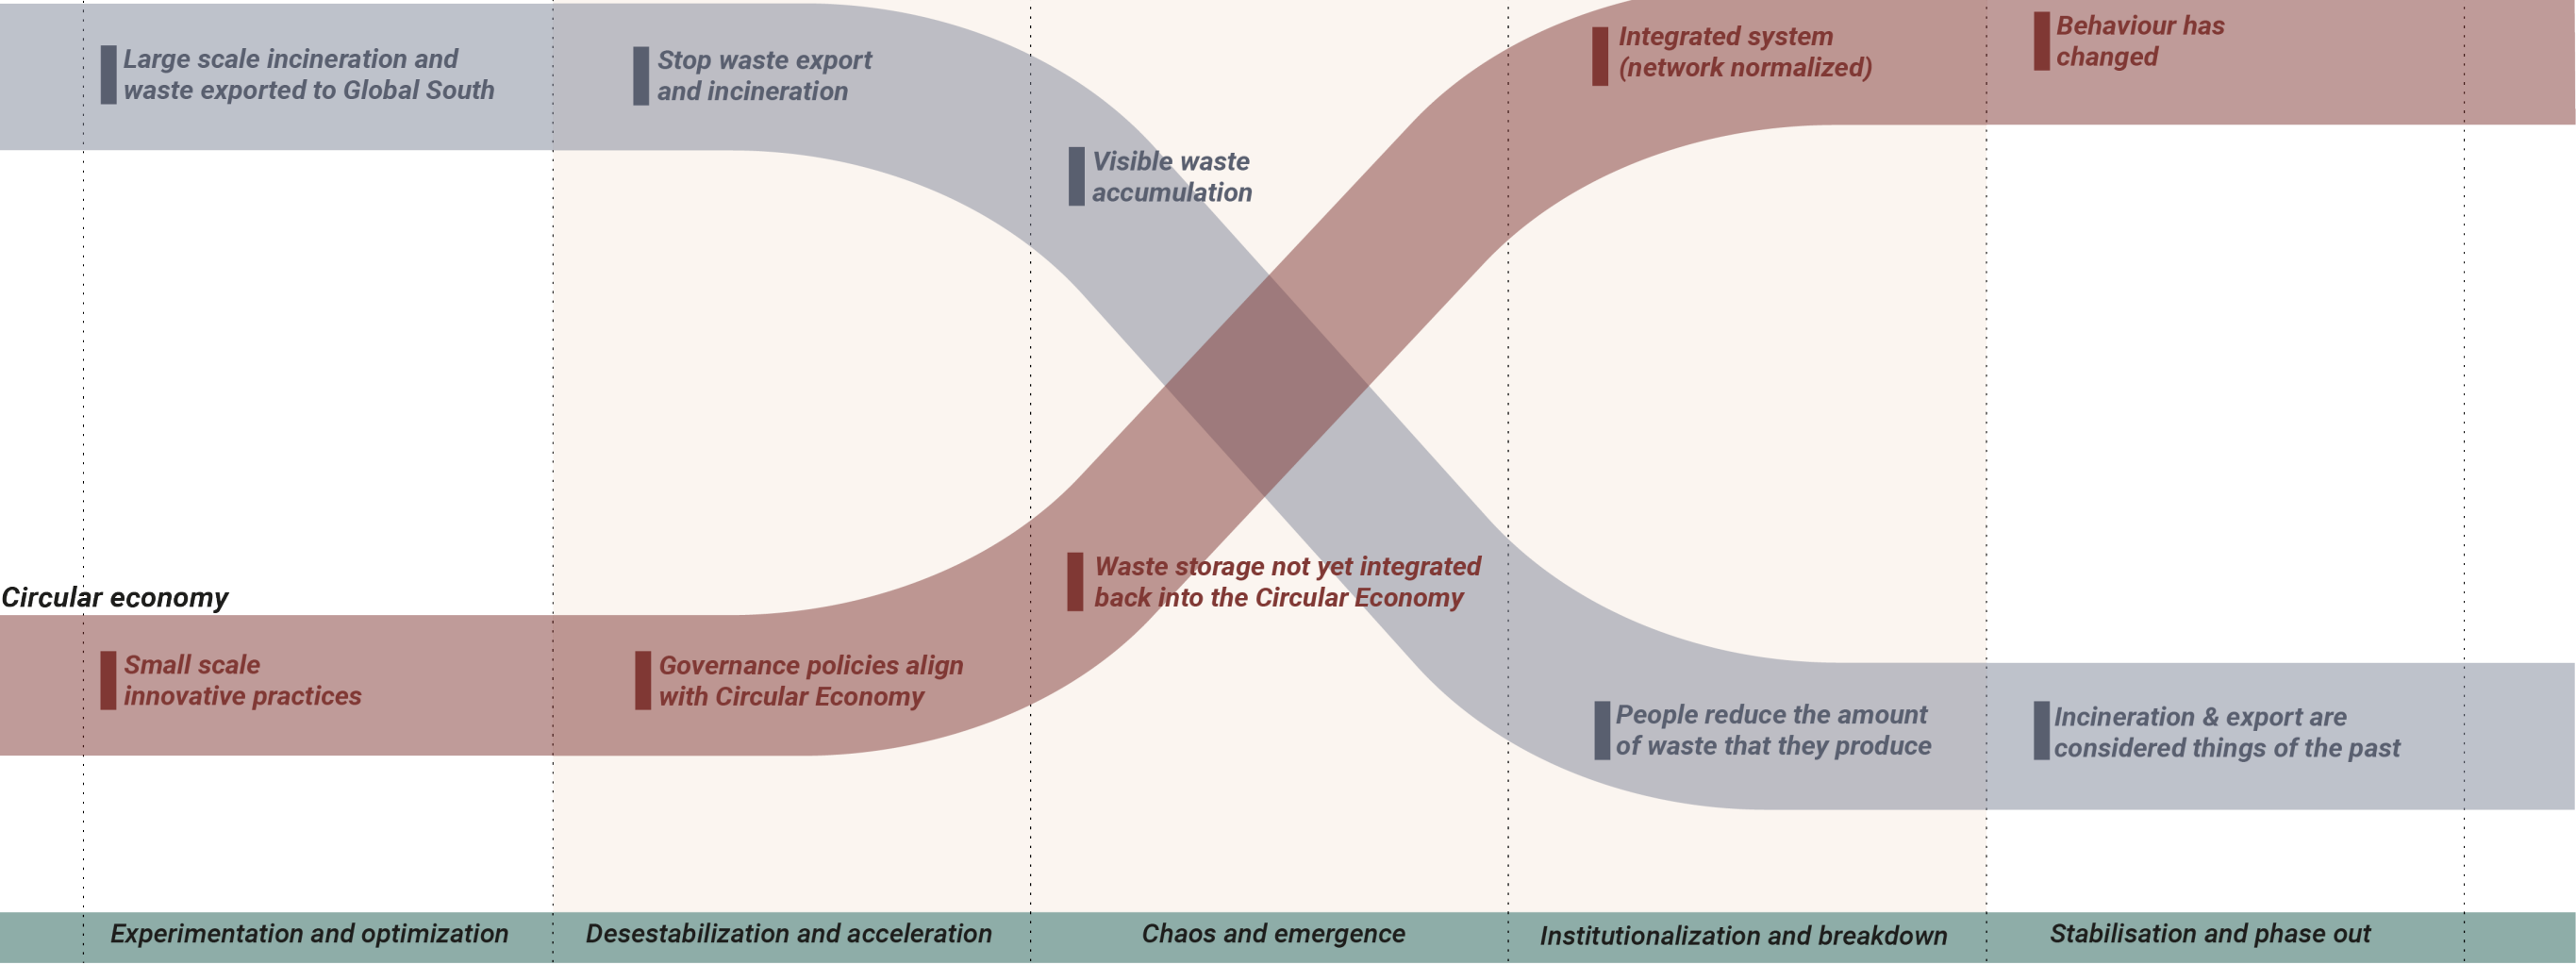 Large scale incineration and
waste exported to Global South
Stop waste export
and incineration
Visible waste
accumulation
Integrated system
(network normalized)
Behaviour has
changed
Circular economy
Small scale
innovative practices
Governance policies align
with Circular Economy
Waste storage not yet integrated
back into the Circular Economy
People reduce the amount
of waste that they produce
Incineration & export are
considered things of the past
Experimentation and optimization
Desestabilization and acceleration
Chaos and emergence
Institutionalization and breakdown
Stabilisation and phase out